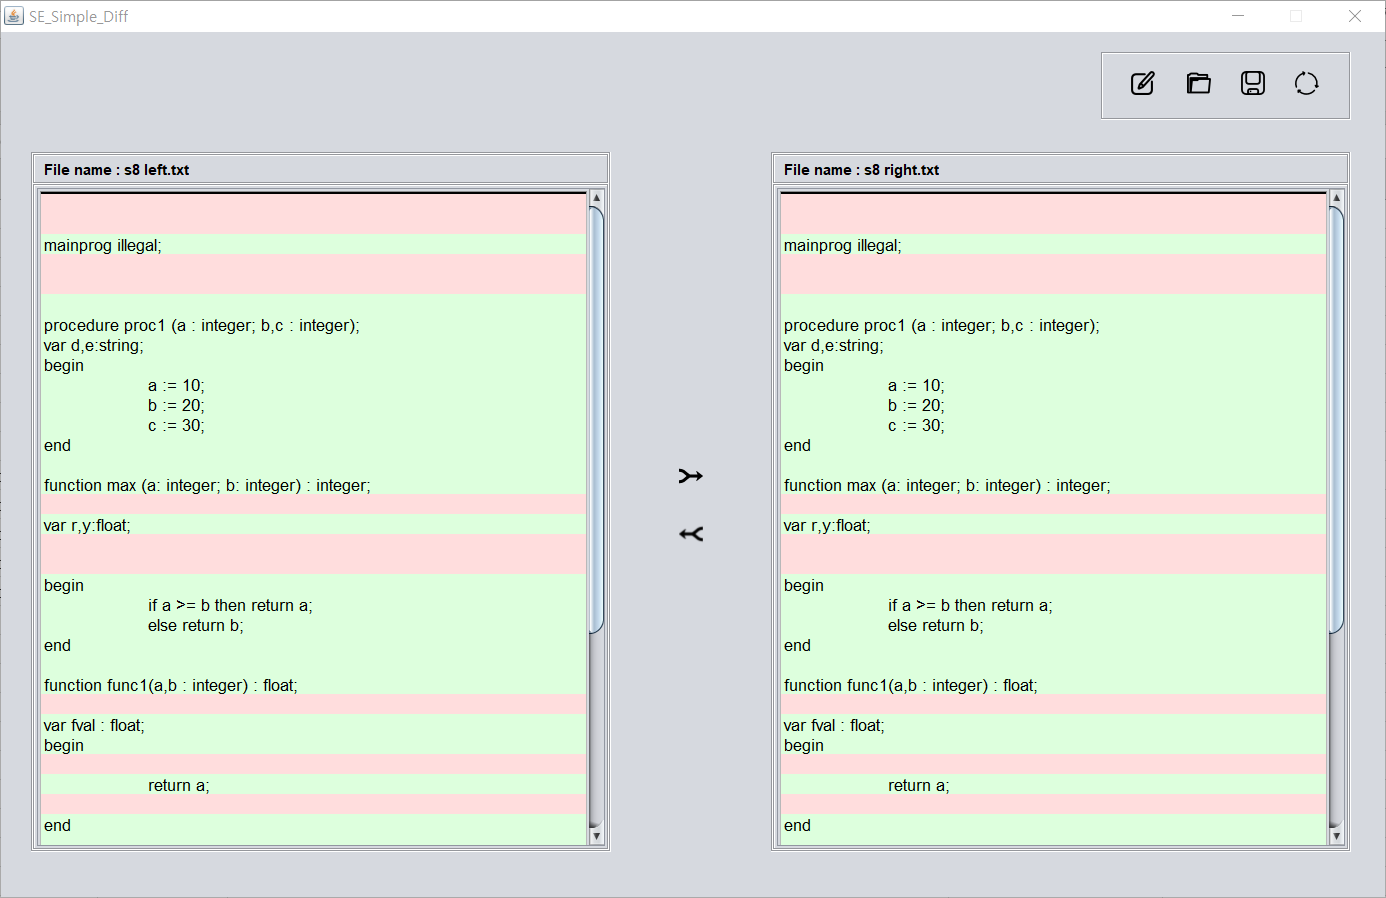 SE_Simple_Diff
File name : s8 left.txt
mainprog illegal;
procedure proc1 (a : integer; b,c : integer);
var d,e:string;
begin
a := 10;
b := 20;
c := 30;
end
function max (a: integer; b: integer) : integer;
var r,y:float;
begin
if a >= b then return a;
else return b;
end
function func1(a,b : integer) : float;
var fval : float;
begin
return a;
end
File name : s8 right.txt
mainprog illegal;
procedure proc1 (a : integer; b,c : integer);
var d,e:string;
begin
a := 10;
b := 20;
c := 30;
end
function max (a: integer; b: integer) : integer;
var r,y:float;
begin
if a >= b then return a;
else return b;
end
function func1(a,b : integer) : float;
var fval : float;
begin
return a;
end